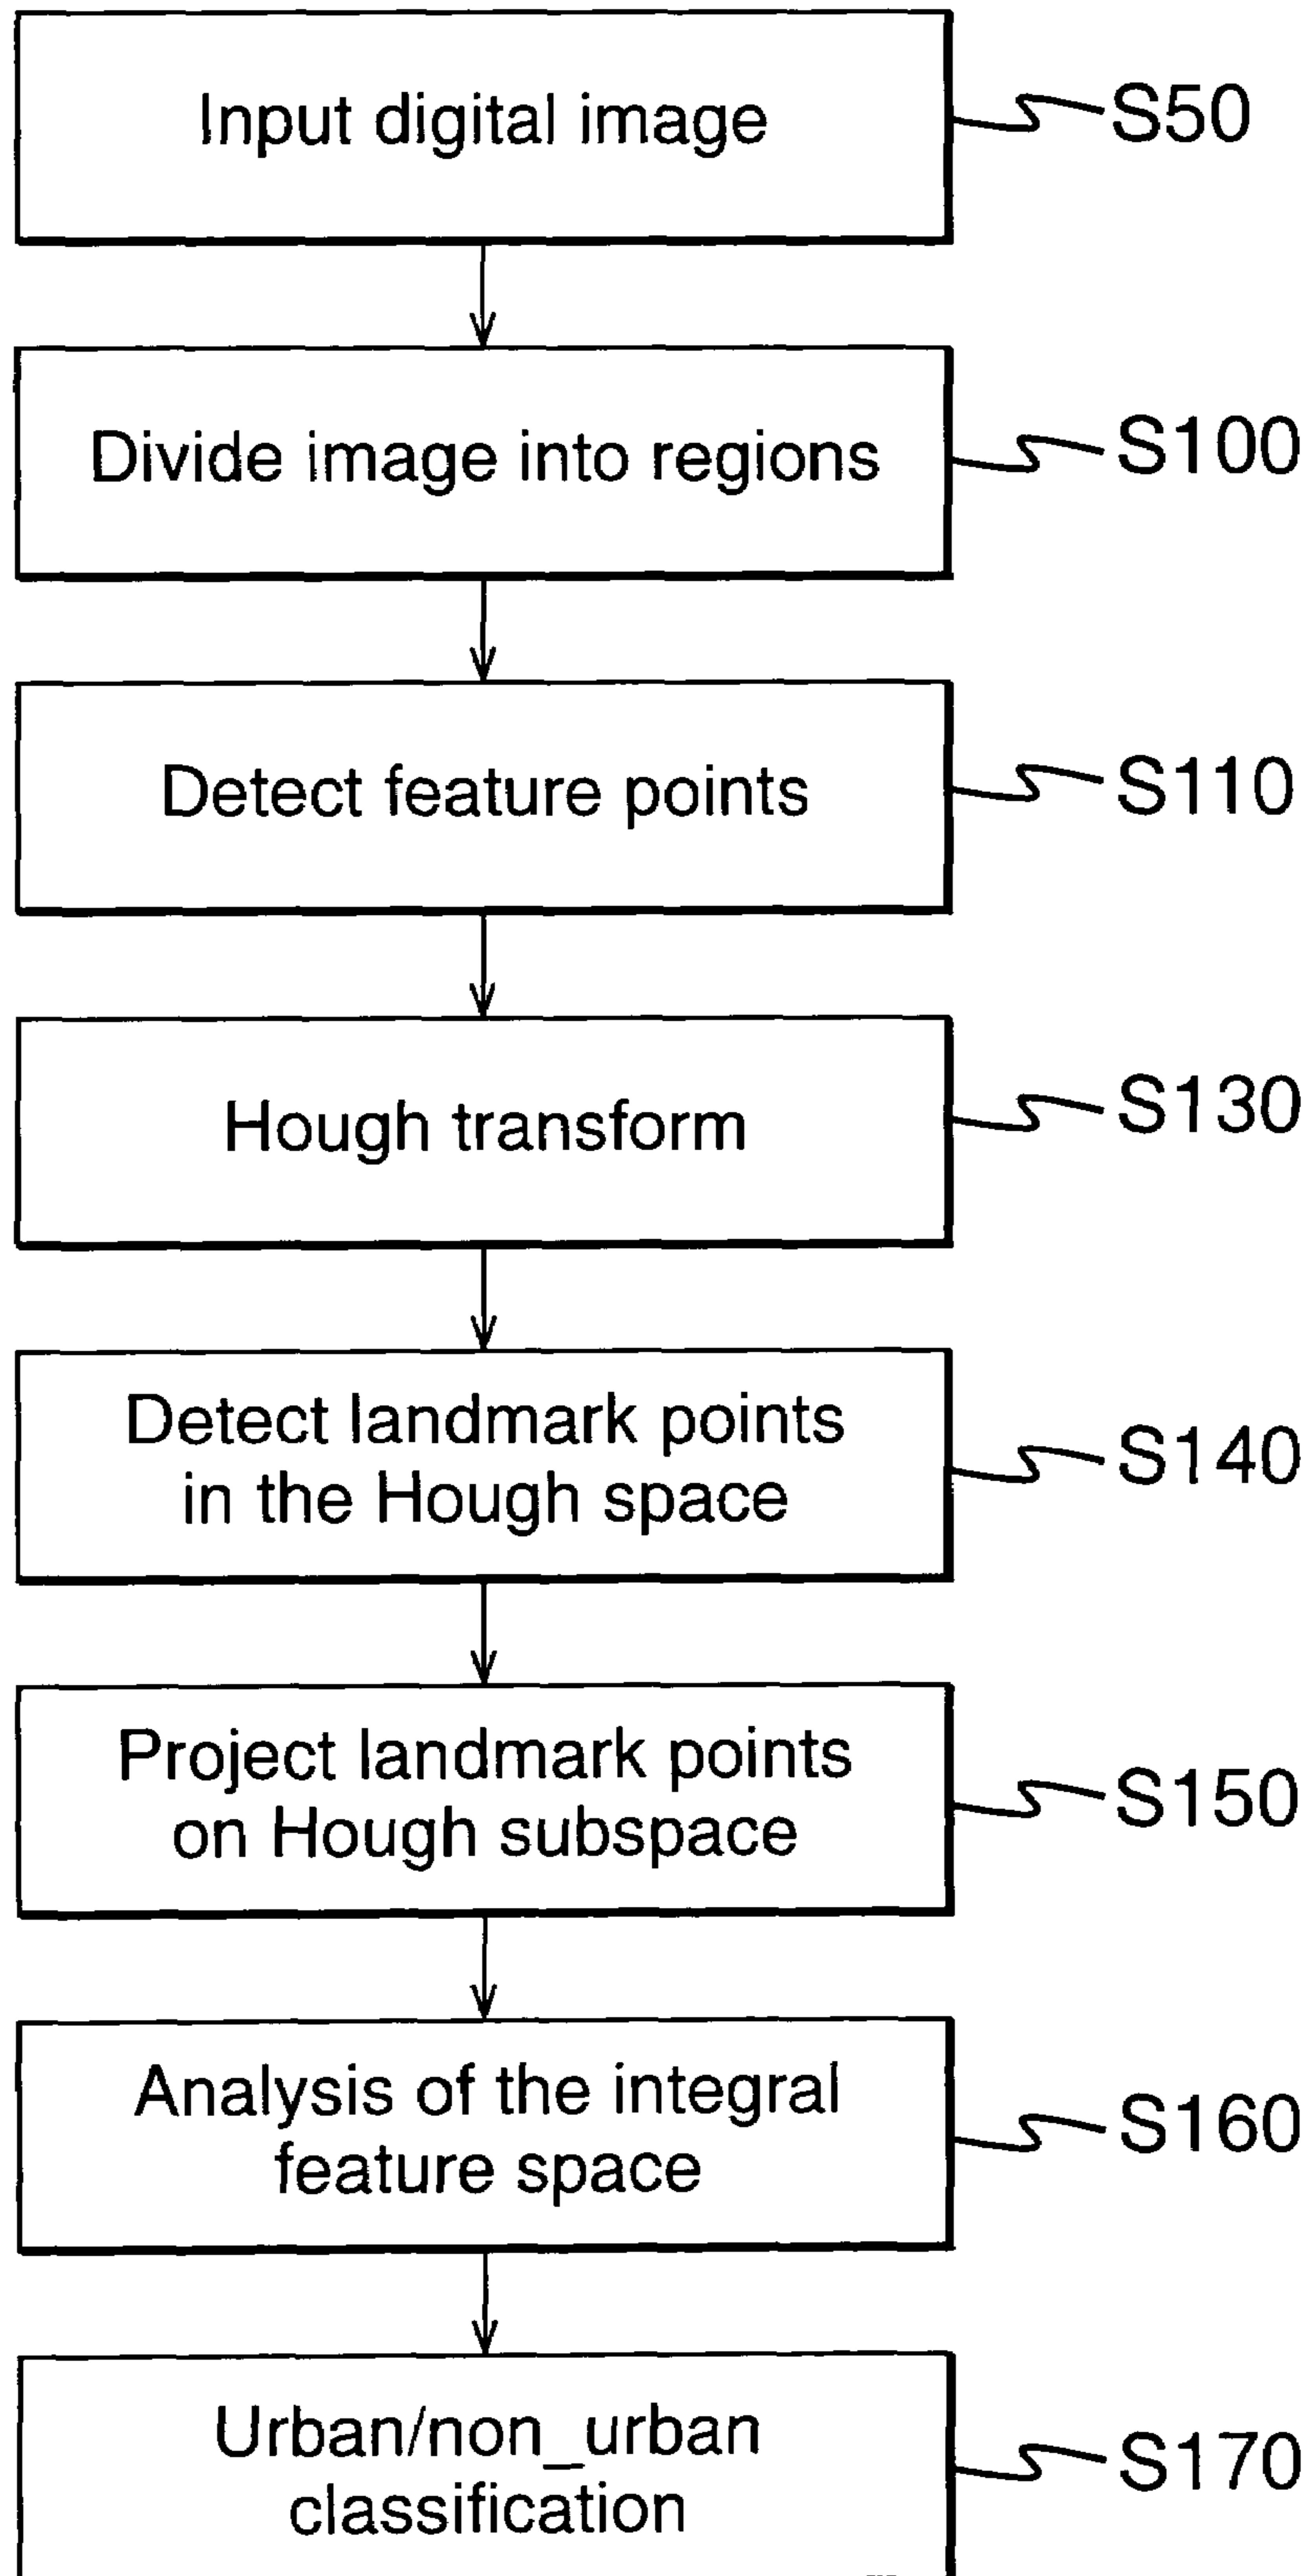 Input digital image
S50
Divide image into regions
S100
Detect feature points
S110
Hough transform
S130
Detect landmark points
in the Hough space
S140
Project landmark points
on Hough subspace
S150
Analysis of the integral
feature space
S160
Urban/non_urban
classification
S170